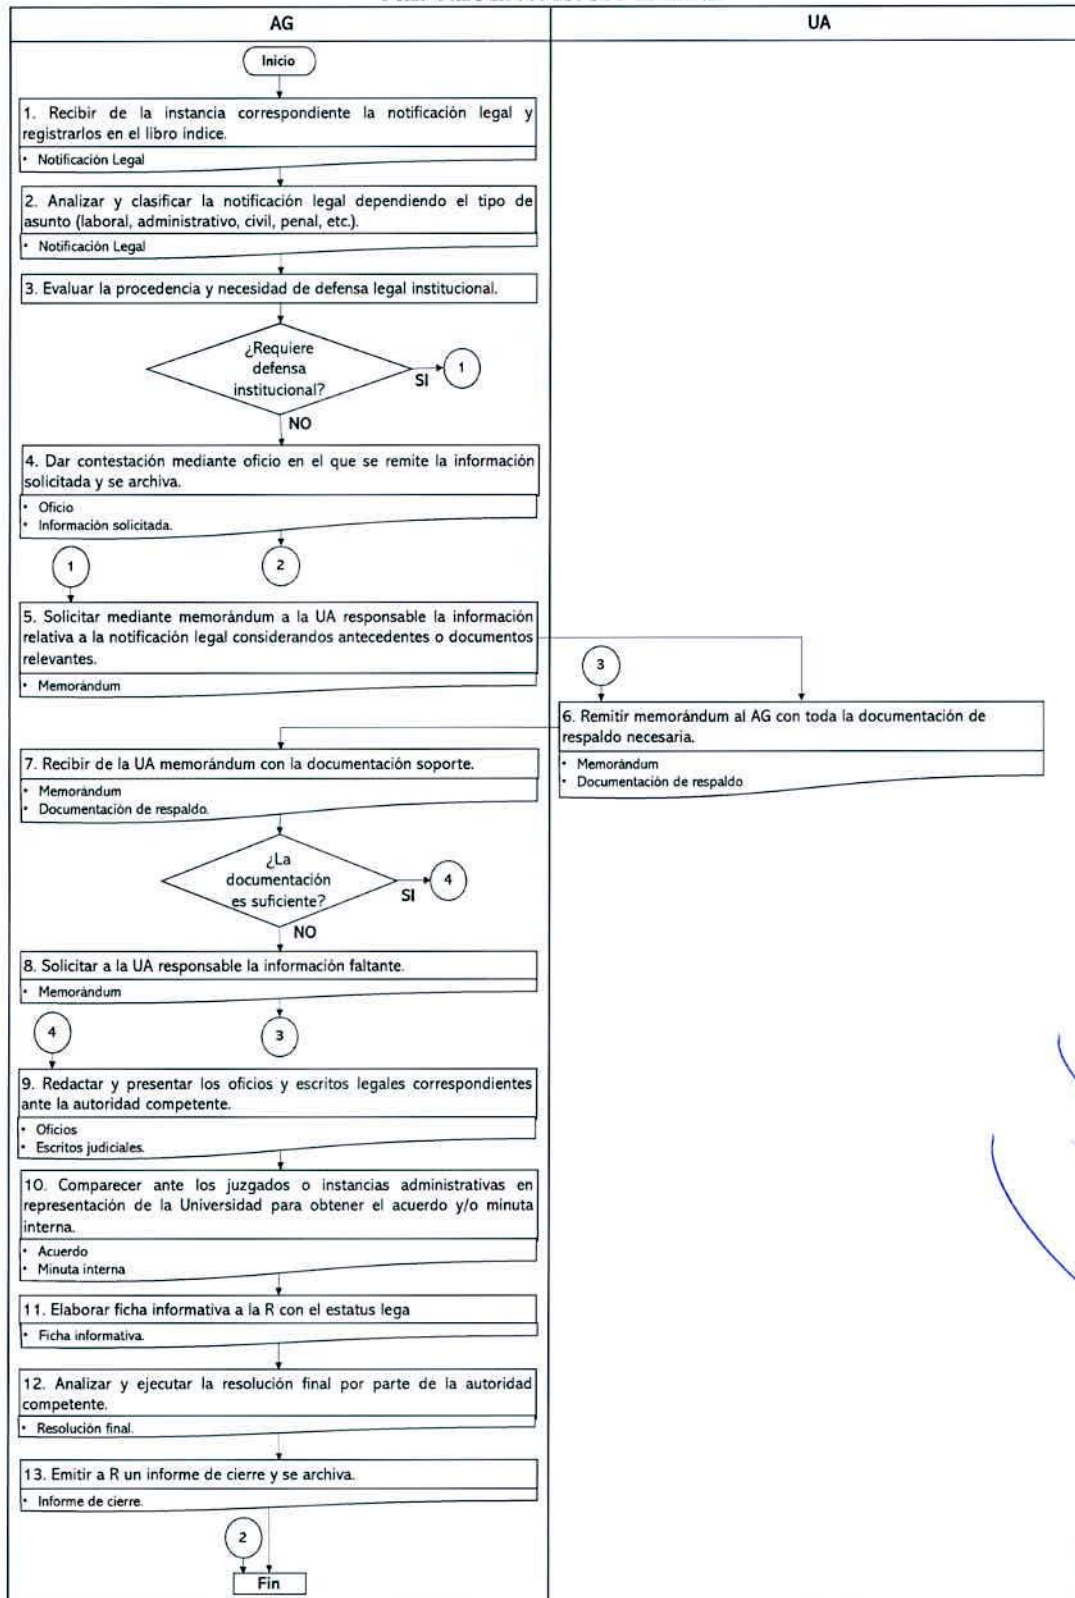 AG
UA
Inicio
1. Recibir de la instancia correspondiente la notificación legal y
registrarlos en el libro índice.
• Notificación Legal
2. Analizar y clasificar la notificación legal dependiendo el tipo de
asunto (laboral, administrativo, civil, penal, etc.).
• Notificación Legal
3. Evaluar la procedencia y necesidad de defensa legal institucional.
¿Requiere
defensa
institucional?
SI
1
NO
4. Dar contestación mediante oficio en el que se remite la información
solicitada y se archiva.
• Oficio
• Información solicitada.
1
2
5. Solicitar mediante memorándum a la UA responsable la información
relativa a la notificación legal considerandos antecedentes o documentos
relevantes.
• Memorándum
3
6. Remitir memorándum al AG con toda la documentación de
respaldo necesaria.
• Memorándum
• Documentación de respaldo
7. Recibir de la UA memorándum con la documentación soporte.
• Memorándum
• Documentación de respaldo.
¿La
documentación
es suficiente?
SI
4
NO
8. Solicitar a la UA responsable la información faltante.
• Memorándum
4
3
9. Redactar y presentar los oficios y escritos legales correspondientes
ante la autoridad competente.
• Oficios
• Escritos judiciales.
10. Comparecer ante los juzgados o instancias administrativas en
representación de la Universidad para obtener el acuerdo y/o minuta
interna.
• Acuerdo
• Minuta interna
11. Elaborar ficha informativa a la R con el estatus lega
• Ficha informativa.
12. Analizar y ejecutar la resolución final por parte de la autoridad
competente.
• Resolución final.
13. Emitir a R un informe de cierre y se archiva.
• Informe de cierre.
2
Fin